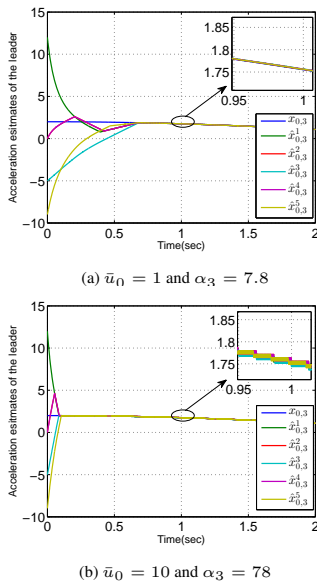 15
10
5
0
−5
−10
0
0.5
1
1.5
2
Time(sec)
Acceleration esitmates of the leader
1.85
1.8
1.75
0.95
1
x₀,₃
x̂¹₀,₃
x̂²₀,₃
x̂³₀,₃
x̂⁴₀,₃
x̂⁵₀,₃
(a) ū₀ = 1 and α₃ = 7.8
15
10
5
0
−5
−10
0
0.5
1
1.5
2
Time(sec)
Acceleration estimates of the leader
1.85
1.8
1.75
0.95
1
x₀,₃
x̂¹₀,₃
x̂²₀,₃
x̂³₀,₃
x̂⁴₀,₃
x̂⁵₀,₃
(b) ū₀ = 10 and α₃ = 78